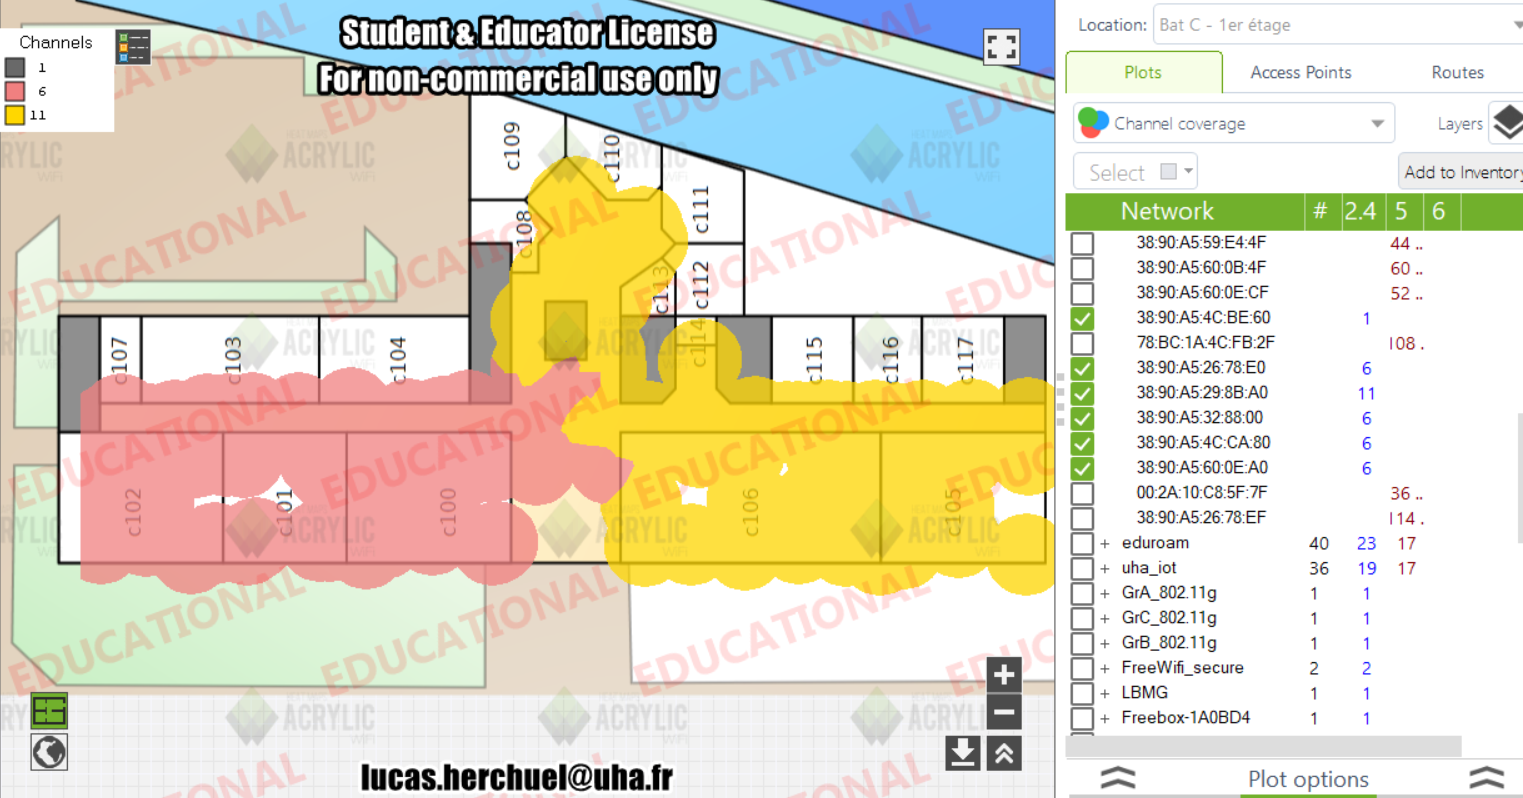 Student & Educator License
For non-commercial use only
Channels
1
6
11
c109
c110
c111
c108
c113
c112
c114
c107
c103
c104
c115
c116
c117
c102
c101
c100
c106
c105
EDUCATIONAL
HEAT MAPS
ACRYLIC
WiFi
lucas.herchuel@uha.fr
Location: Bat C - 1er étage
Plots Access Points Routes
Channel coverage Layers
Select Add to Inventory
Network # 2.4 5 6
38:90:A5:59:E4:4F 44 ..
38:90:A5:60:0B:4F 60 ..
38:90:A5:60:0E:CF 52 ..
38:90:A5:4C:BE:60 1
78:BC:1A:4C:FB:2F 108 .
38:90:A5:26:78:E0 6
38:90:A5:29:8B:A0 11
38:90:A5:32:88:00 6
38:90:A5:4C:CA:80 6
38:90:A5:60:0E:A0 6
00:2A:10:C8:5F:7F 36 ..
38:90:A5:26:78:EF 114 .
+ eduroam 40 23 17
+ uha_iot 36 19 17
+ GrA_802.11g 1 1
+ GrC_802.11g 1 1
+ GrB_802.11g 1 1
+ FreeWifi_secure 2 2
+ LBMG 1 1
+ Freebox-1A0BD4 1 1
Plot options